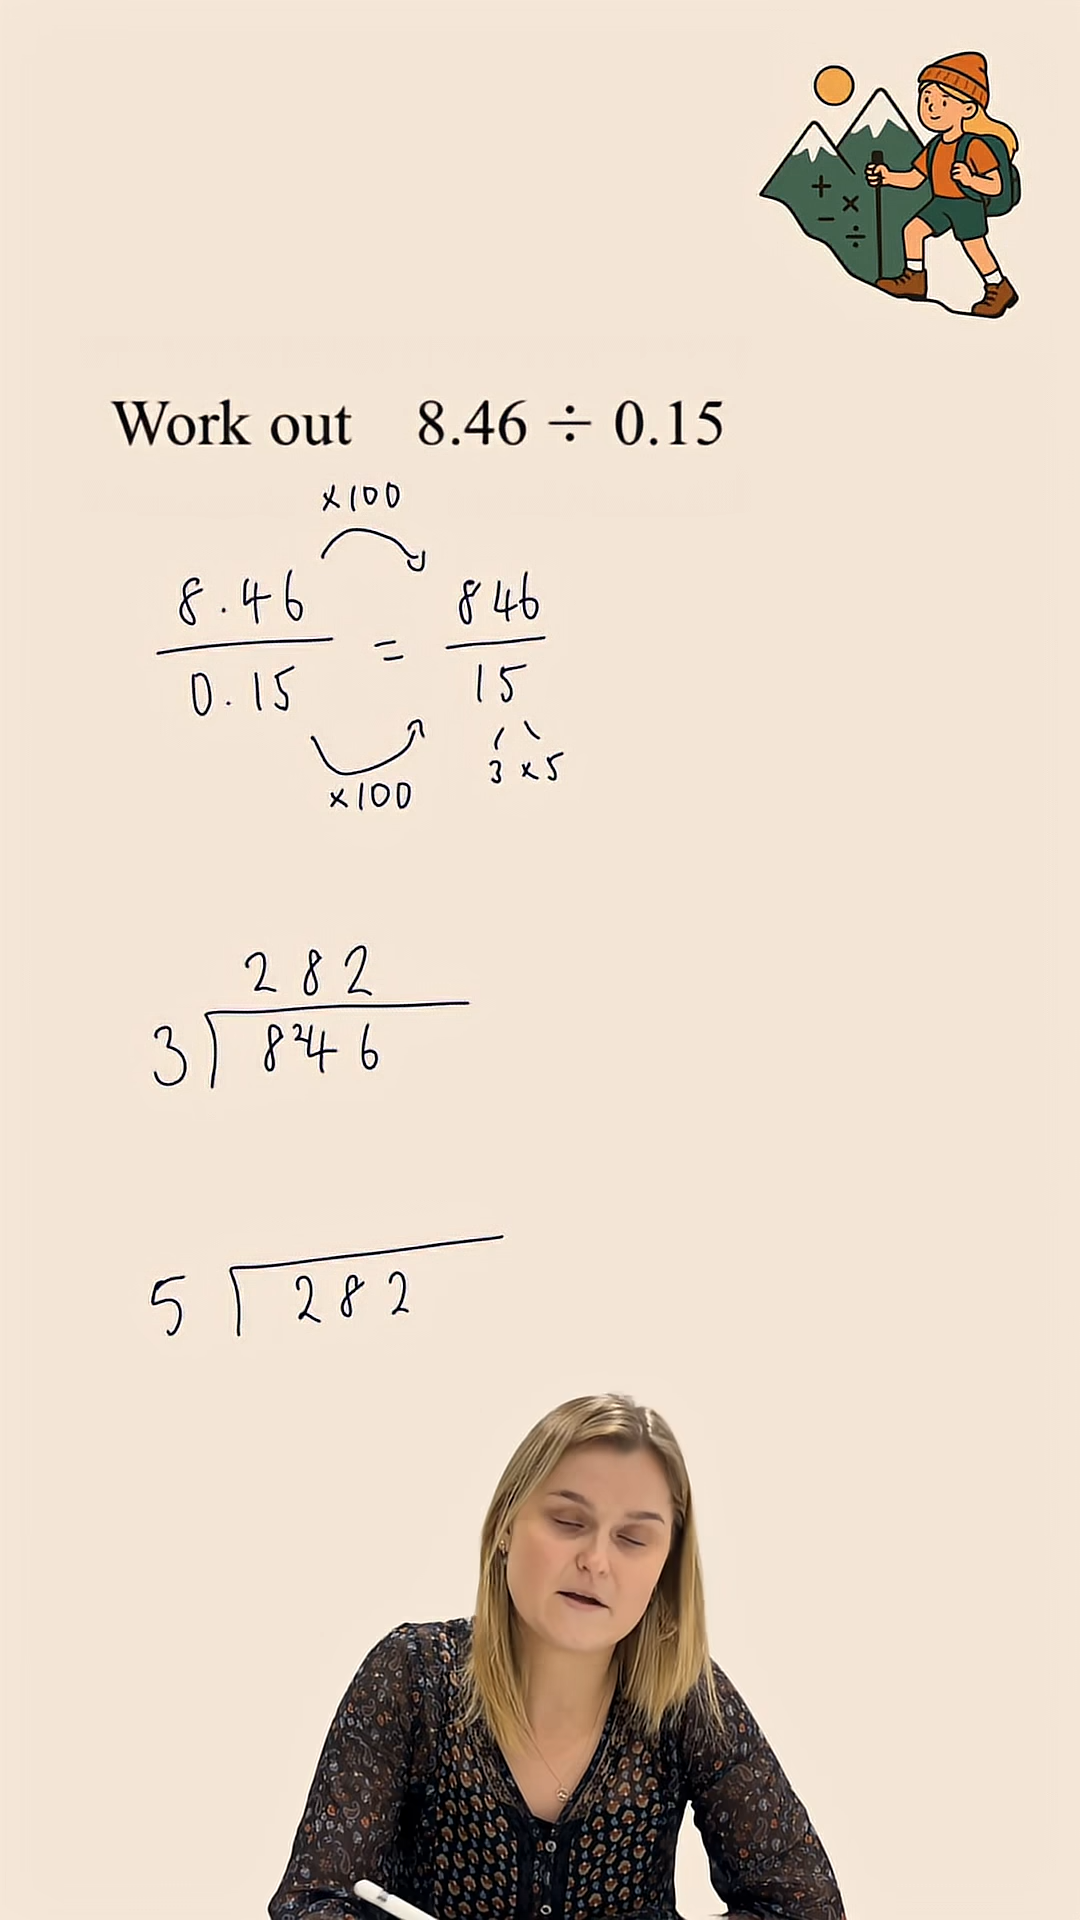 + ×
− ÷
Work out 8.46 ÷ 0.15
×100
8.46 = 846
0.15 15
×100
3 × 5
282
3 8²46
5 282